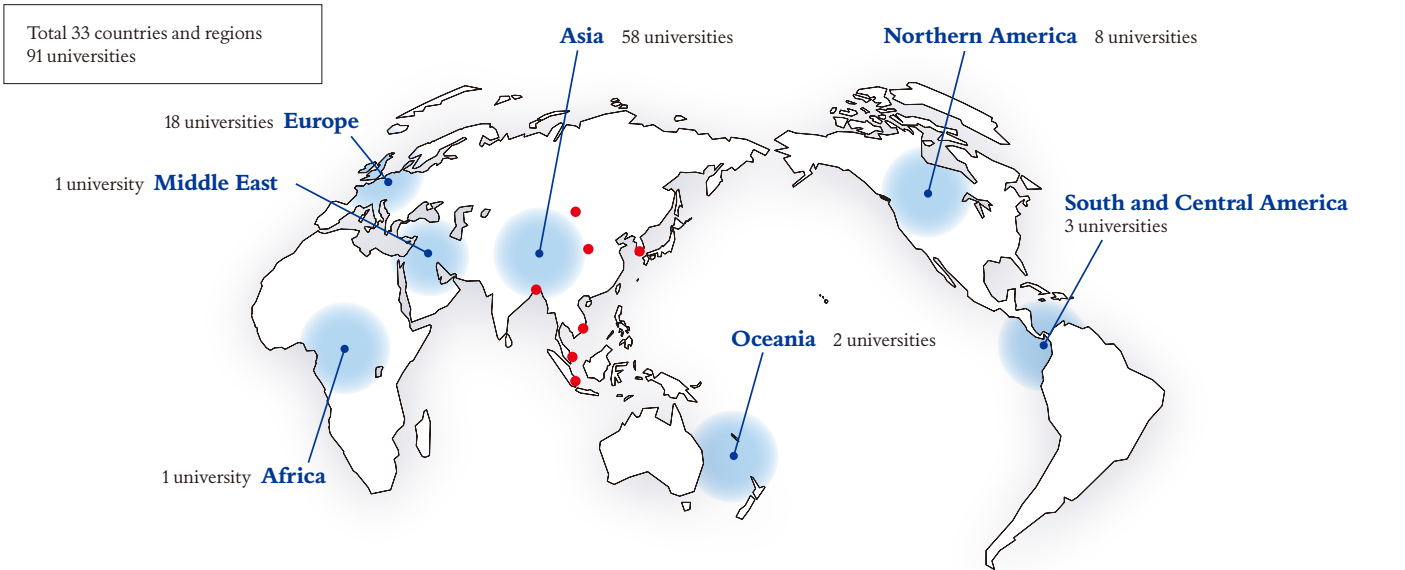 Total 33 countries and regions
91 universities
Asia 58 universities
Northern America 8 universities
18 universities Europe
1 university Middle East
South and Central America
3 universities
Oceania 2 universities
1 university Africa